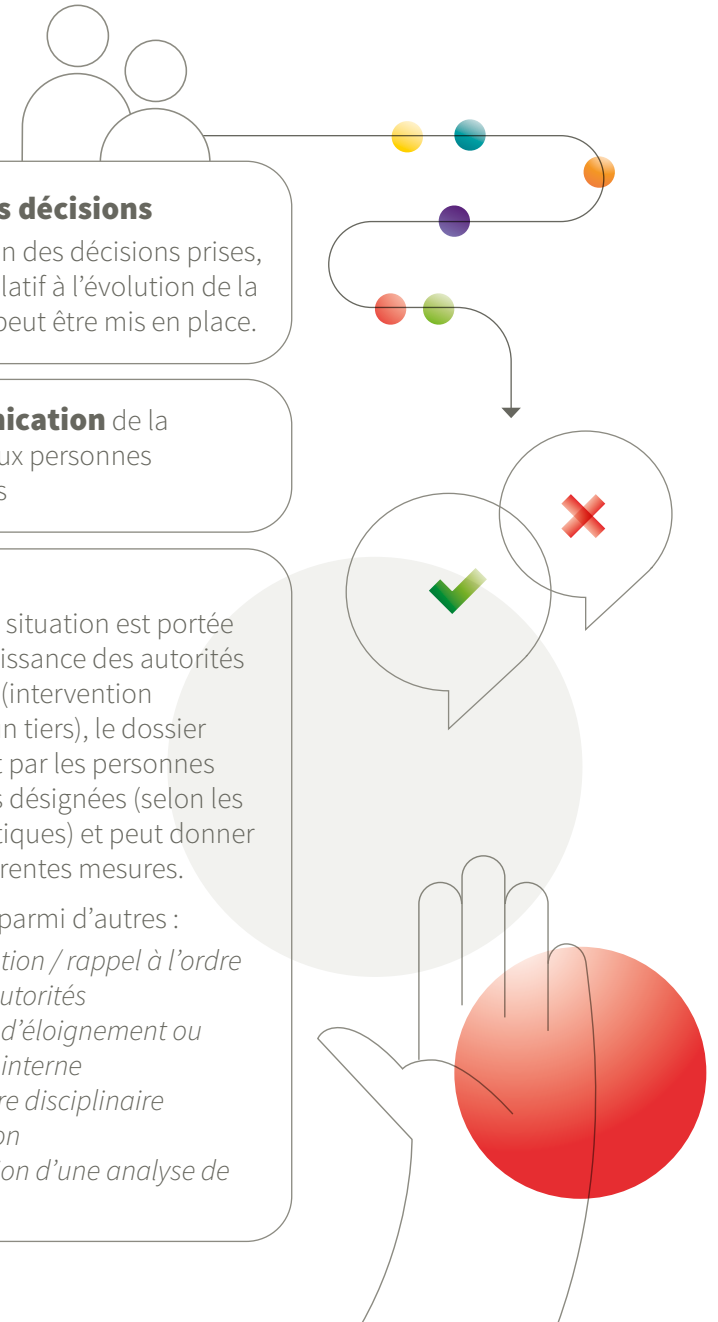 s décisions
n des décisions prises,
latif à l’évolution de la
peut être mis en place.
nication de la
ux personnes
s
situation est portée
issance des autorités
(intervention
n tiers), le dossier
t par les personnes
s désignées (selon les
tiques) et peut donner
rentes mesures.
parmi d’autres :
tion / rappel à l’ordre
utorités
d’éloignement ou
interne
re disciplinaire
on
ion d’une analyse de